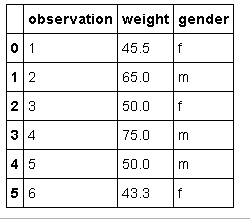 observation weight gender
0 1 45.5 f
1 2 65.0 m
2 3 50.0 f
3 4 75.0 m
4 5 50.0 m
5 6 43.3 f